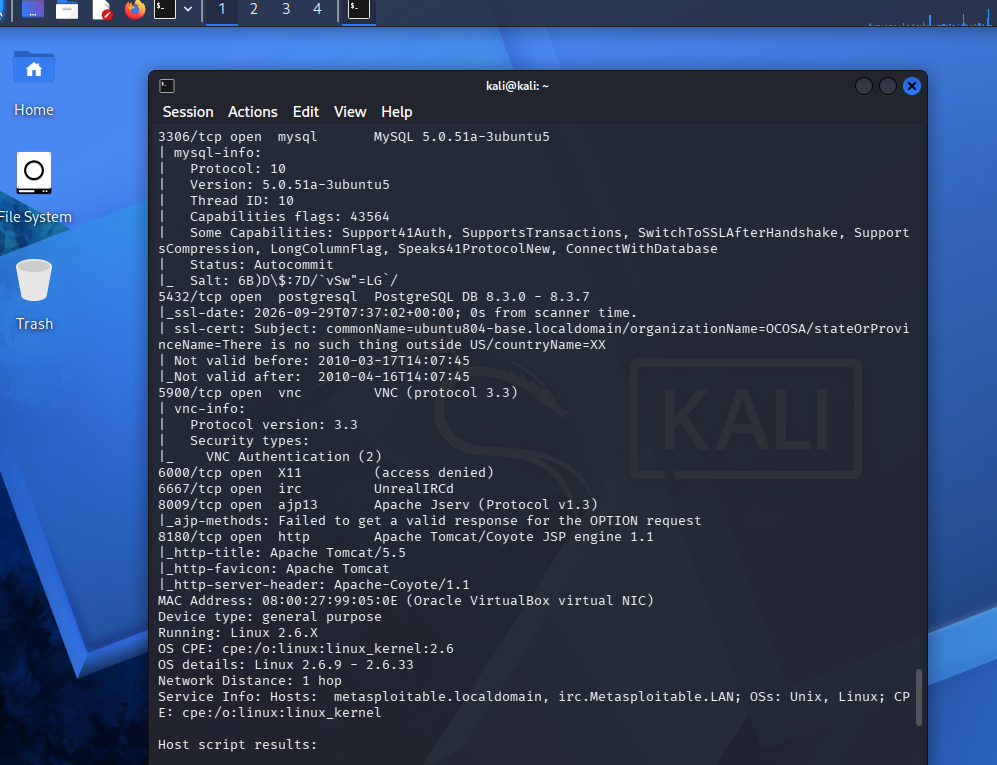 1 2 3 4
kali@kali: ~
Session Actions Edit View Help
Home
File System
Trash
3306/tcp open  mysql       MySQL 5.0.51a-3ubuntu5
| mysql-info:
|   Protocol: 10
|   Version: 5.0.51a-3ubuntu5
|   Thread ID: 10
|   Capabilities flags: 43564
|   Some Capabilities: Support41Auth, SupportsTransactions, SwitchToSSLAfterHandshake, Support
sCompression, LongColumnFlag, Speaks41ProtocolNew, ConnectWithDatabase
|   Status: Autocommit
|_  Salt: 6B)D\$:7D/`vSw"=LG`/
5432/tcp open  postgresql  PostgreSQL DB 8.3.0 - 8.3.7
|_ssl-date: 2026-09-29T07:37:02+00:00; 0s from scanner time.
| ssl-cert: Subject: commonName=ubuntu804-base.localdomain/organizationName=OCOSA/stateOrProvi
nceName=There is no such thing outside US/countryName=XX
| Not valid before: 2010-03-17T14:07:45
|_Not valid after:  2010-04-16T14:07:45
5900/tcp open  vnc         VNC (protocol 3.3)
| vnc-info:
|   Protocol version: 3.3
|   Security types:
|_    VNC Authentication (2)
6000/tcp open  X11         (access denied)
6667/tcp open  irc         UnrealIRCd
8009/tcp open  ajp13       Apache Jserv (Protocol v1.3)
|_ajp-methods: Failed to get a valid response for the OPTION request
8180/tcp open  http        Apache Tomcat/Coyote JSP engine 1.1
|_http-title: Apache Tomcat/5.5
|_http-favicon: Apache Tomcat
|_http-server-header: Apache-Coyote/1.1
MAC Address: 08:00:27:99:05:0E (Oracle VirtualBox virtual NIC)
Device type: general purpose
Running: Linux 2.6.X
OS CPE: cpe:/o:linux:linux_kernel:2.6
OS details: Linux 2.6.9 - 2.6.33
Network Distance: 1 hop
Service Info: Hosts:  metasploitable.localdomain, irc.Metasploitable.LAN; OSs: Unix, Linux; CP
E: cpe:/o:linux:linux_kernel
Host script results:
KALI